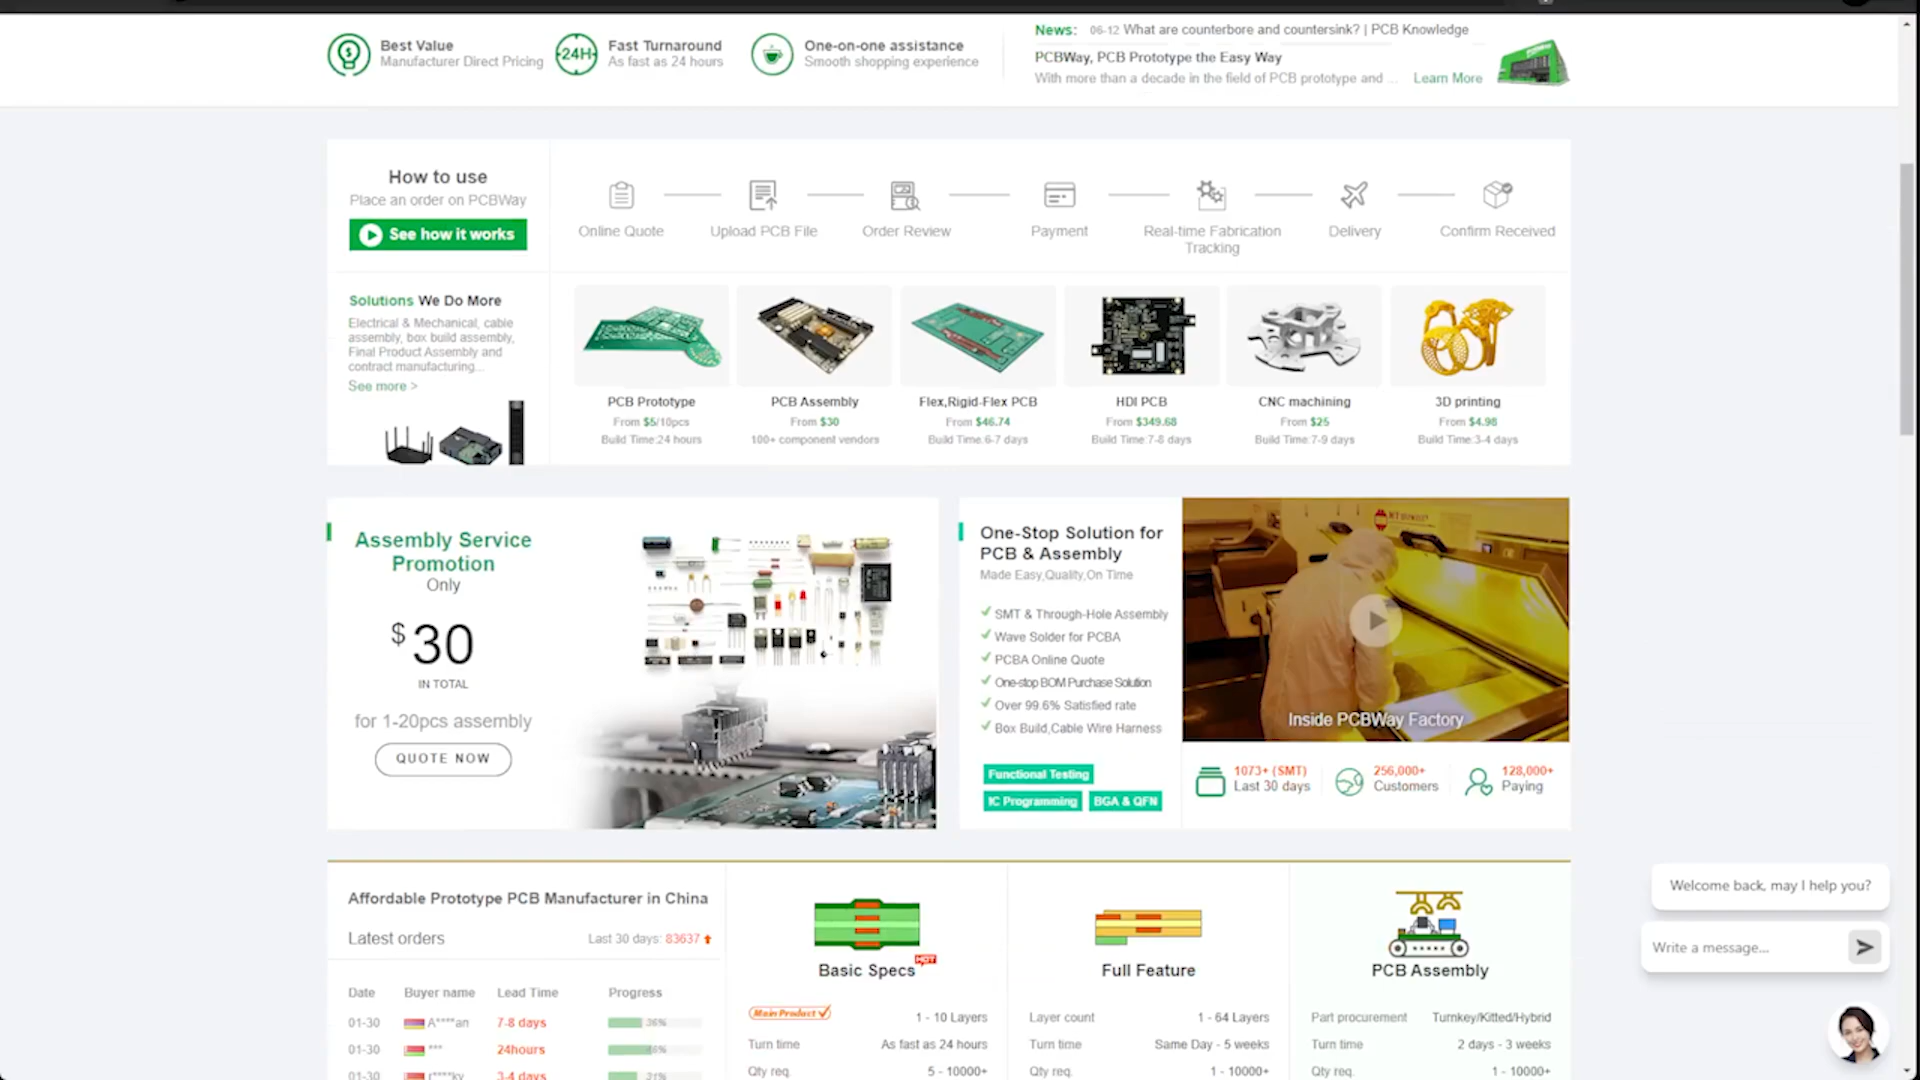 Best Value
Manufacturer Direct Pricing
24H
Fast Turnaround
As fast as 24 hours
One-on-one assistance
Smooth shopping experience
News: 06-12 What are counterbore and countersink? | PCB Knowledge
PCBWay, PCB Prototype the Easy Way
With more than a decade in the field of PCB prototype and ... Learn More
How to use
Place an order on PCBWay
See how it works
Online Quote
Upload PCB File
Order Review
Payment
Real-time Fabrication
Tracking
Delivery
Confirm Received
Solutions We Do More
Electrical & Mechanical, cable
assembly, box build assembly,
Final Product Assembly and
contract manufacturing...
See more >
PCB Prototype
From $5/10pcs
Build Time:24 hours
PCB Assembly
From $30
100+ component vendors
Flex,Rigid-Flex PCB
From $46.74
Build Time:6-7 days
HDI PCB
From $349.68
Build Time:7-8 days
CNC machining
From $25
Build Time:7-9 days
3D printing
From $4.98
Build Time:3-4 days
Assembly Service
Promotion
Only
$30
IN TOTAL
for 1-20pcs assembly
QUOTE NOW
One-Stop Solution for
PCB & Assembly
Made Easy,Quality,On Time
SMT & Through-Hole Assembly
Wave Solder for PCBA
PCBA Online Quote
One-stop BOM Purchase Solution
Over 99.6% Satisfied rate
Box Build,Cable Wire Harness
Functional Testing
IC Programming
BGA & QFN
Inside PCBWay Factory
1073+ (SMT)
Last 30 days
256,000+
Customers
128,000+
Paying
Affordable Prototype PCB Manufacturer in China
Latest orders
Last 30 days: 83637
Date Buyer name Lead Time Progress
01-30 A****an 7-8 days 36%
01-30 *** 24hours
01-30 r****ky 3-4 days 21%
Basic Specs
HOT
Main Product
1 - 10 Layers
Turn time As fast as 24 hours
Qty req. 5 - 10000+
Full Feature
Layer count 1 - 64 Layers
Turn time Same Day - 5 weeks
Qty req. 1 - 10000+
PCB Assembly
Part procurement Turnkey/Kitted/Hybrid
Turn time 2 days - 3 weeks
Qty req. 1 - 10000+
Welcome back, may I help you?
Write a message...